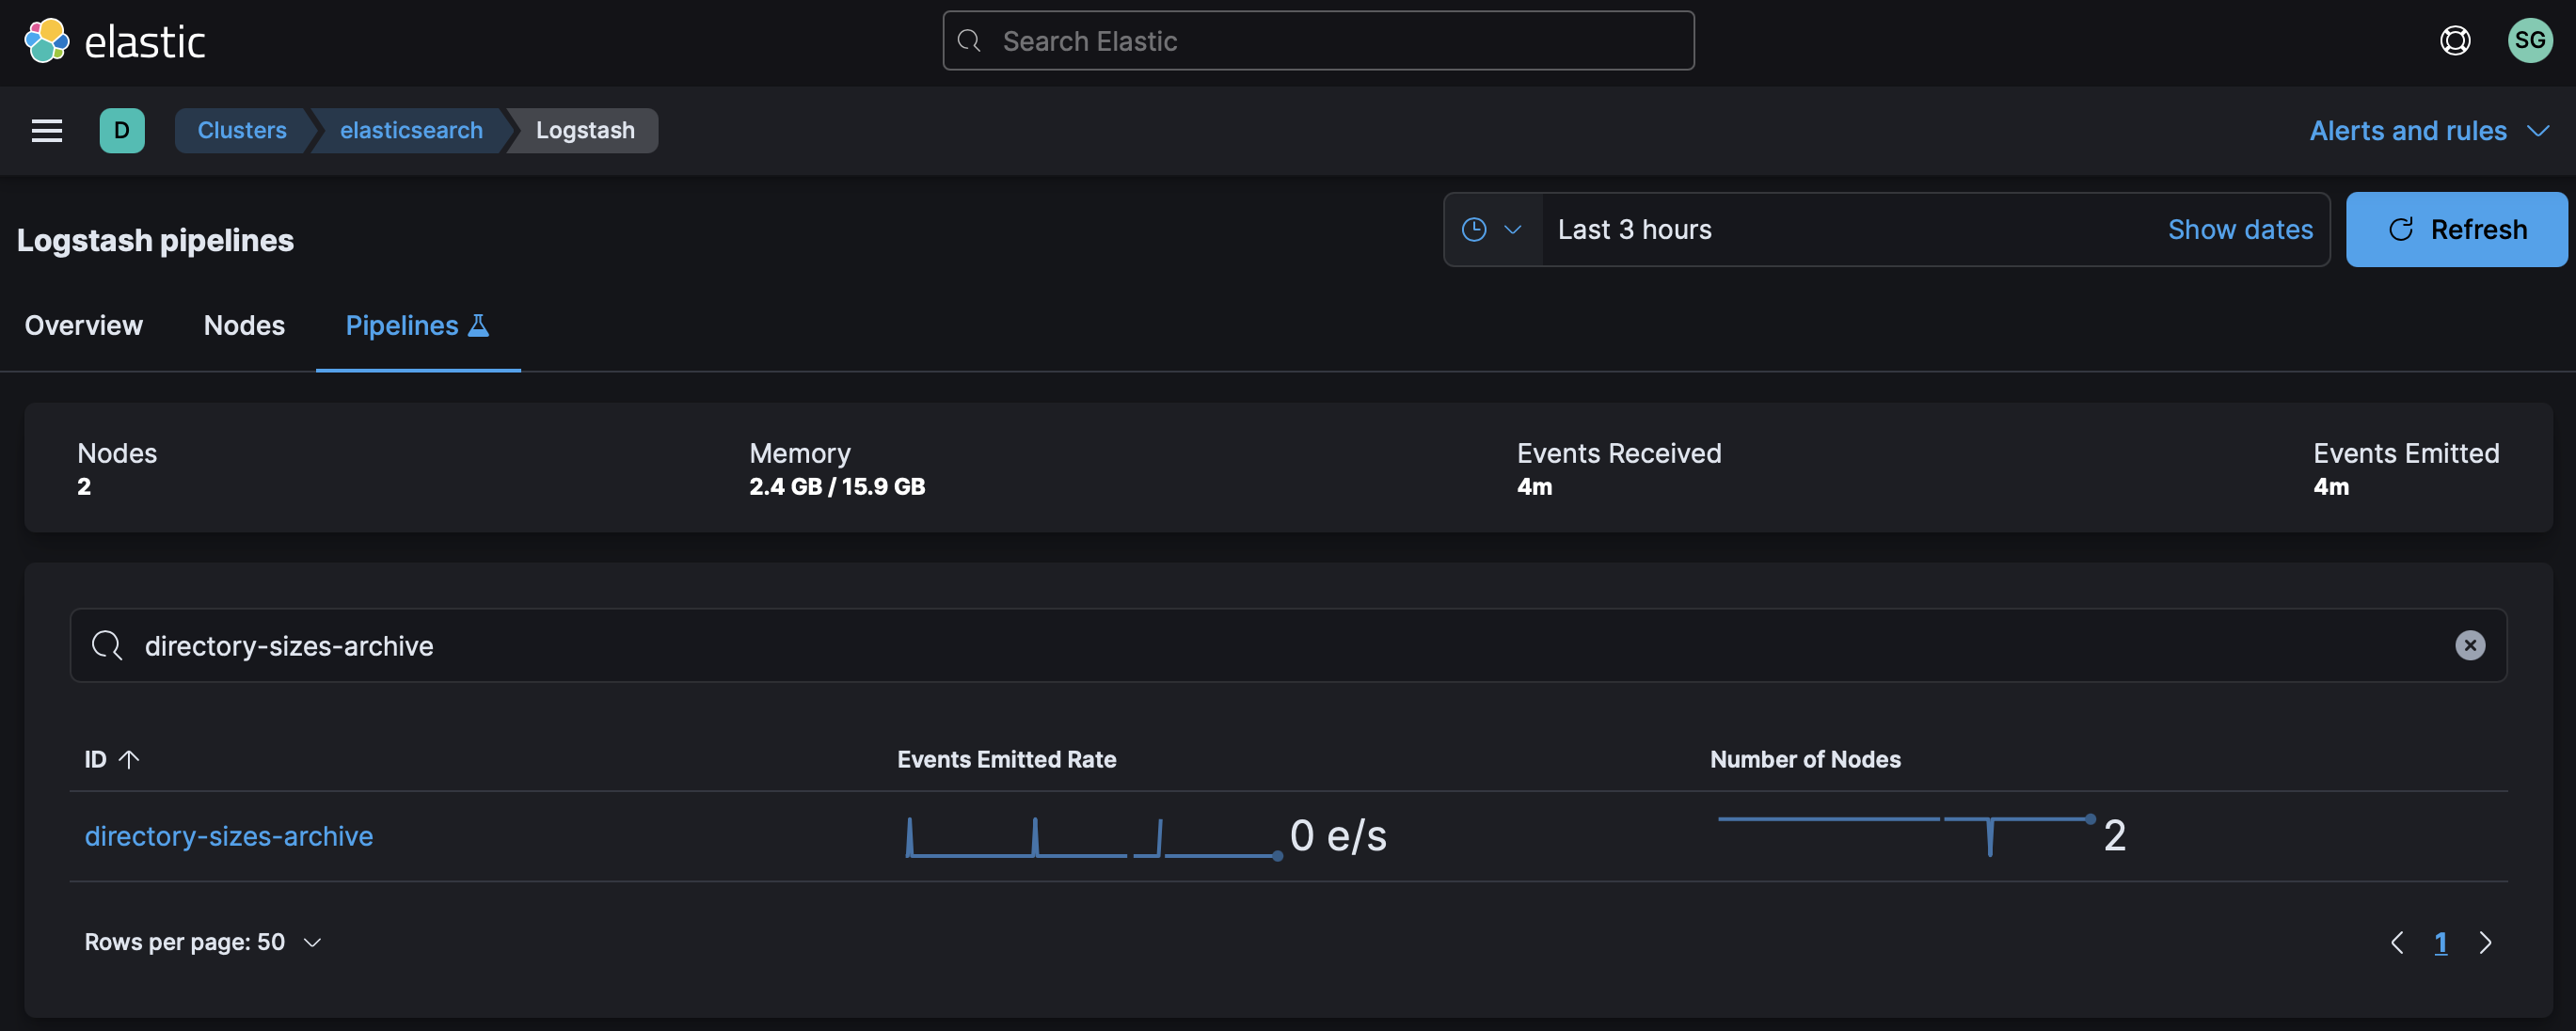 elastic
Search Elastic
SG
D
Clusters
elasticsearch
Logstash
Alerts and rules
Logstash pipelines
Last 3 hours
Show dates
Refresh
Overview
Nodes
Pipelines
Nodes
2
Memory
2.4 GB / 15.9 GB
Events Received
4m
Events Emitted
4m
directory-sizes-archive
ID
Events Emitted Rate
Number of Nodes
directory-sizes-archive
0 e/s
2
Rows per page: 50
1